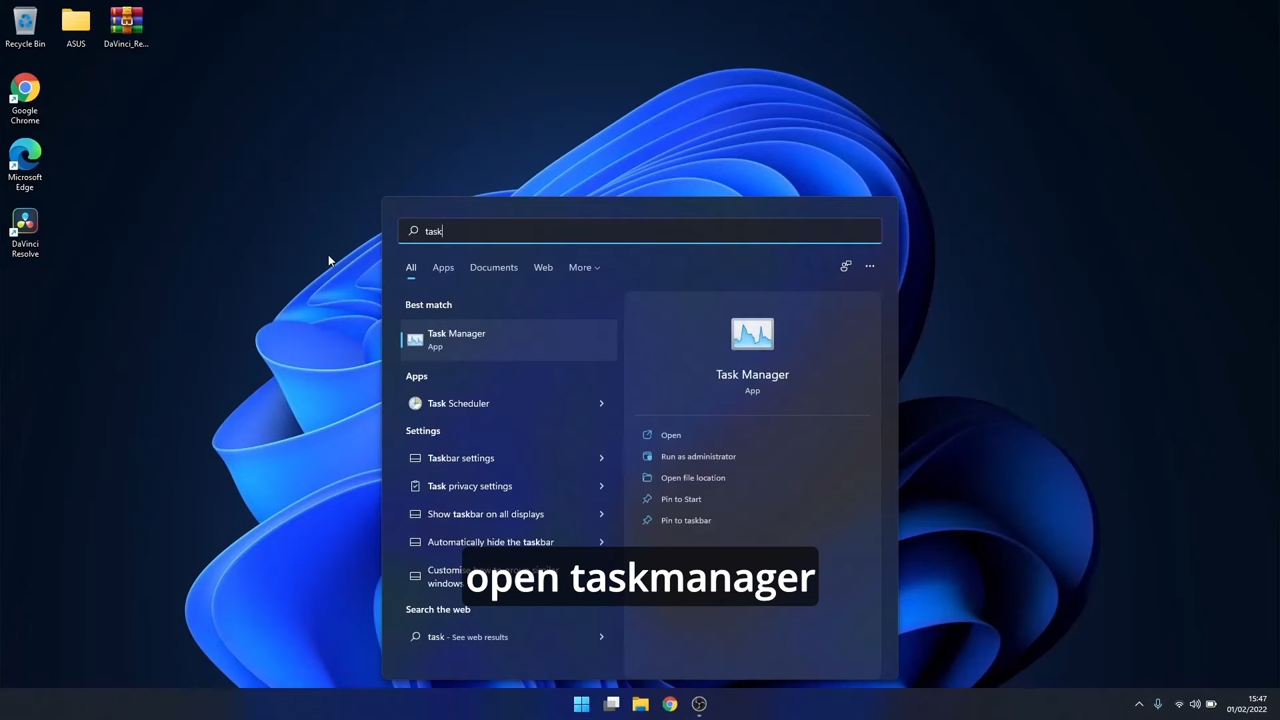 Recycle Bin
ASUS
DaVinci_Re...
Google
Chrome
Microsoft
Edge
DaVinci
Resolve
task
All
Apps
Documents
Web
More
Best match
Task Manager
App
Apps
Task Scheduler
Settings
Taskbar settings
Task privacy settings
Show taskbar on all displays
Automatically hide the taskbar
Customise
windows
Search the web
task - See web results
Task Manager
App
Open
Run as administrator
Open file location
Pin to Start
Pin to taskbar
open taskmanager
15:47
01/02/2022